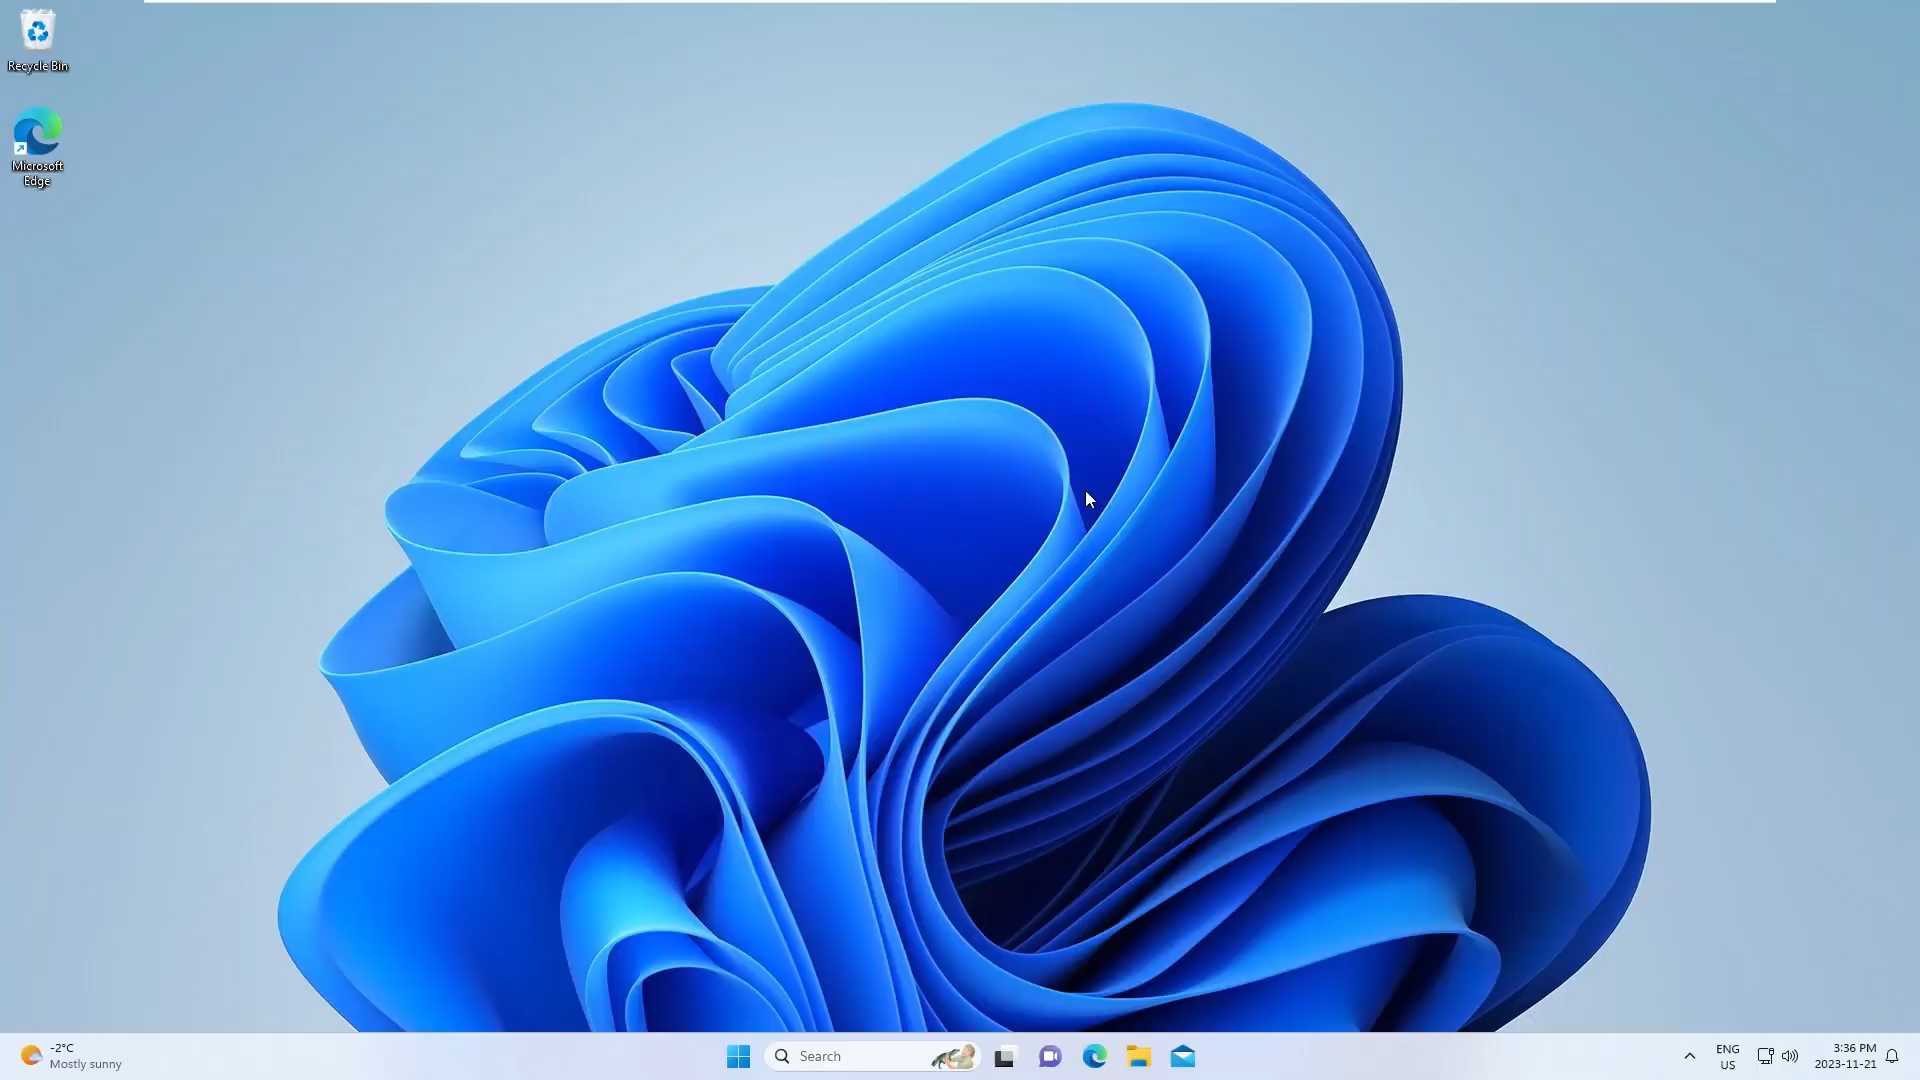 Recycle Bin
Microsoft
Edge
-2°C
Mostly sunny
Search
ENG
US
3:36 PM
2023-11-21